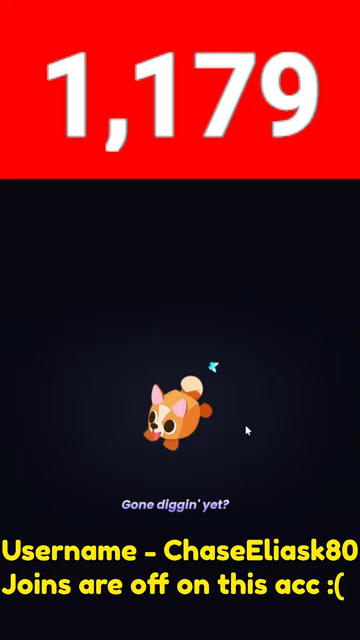 1,179
Gone diggin' yet?
Username - ChaseEliask80
Joins are off on this acc :(